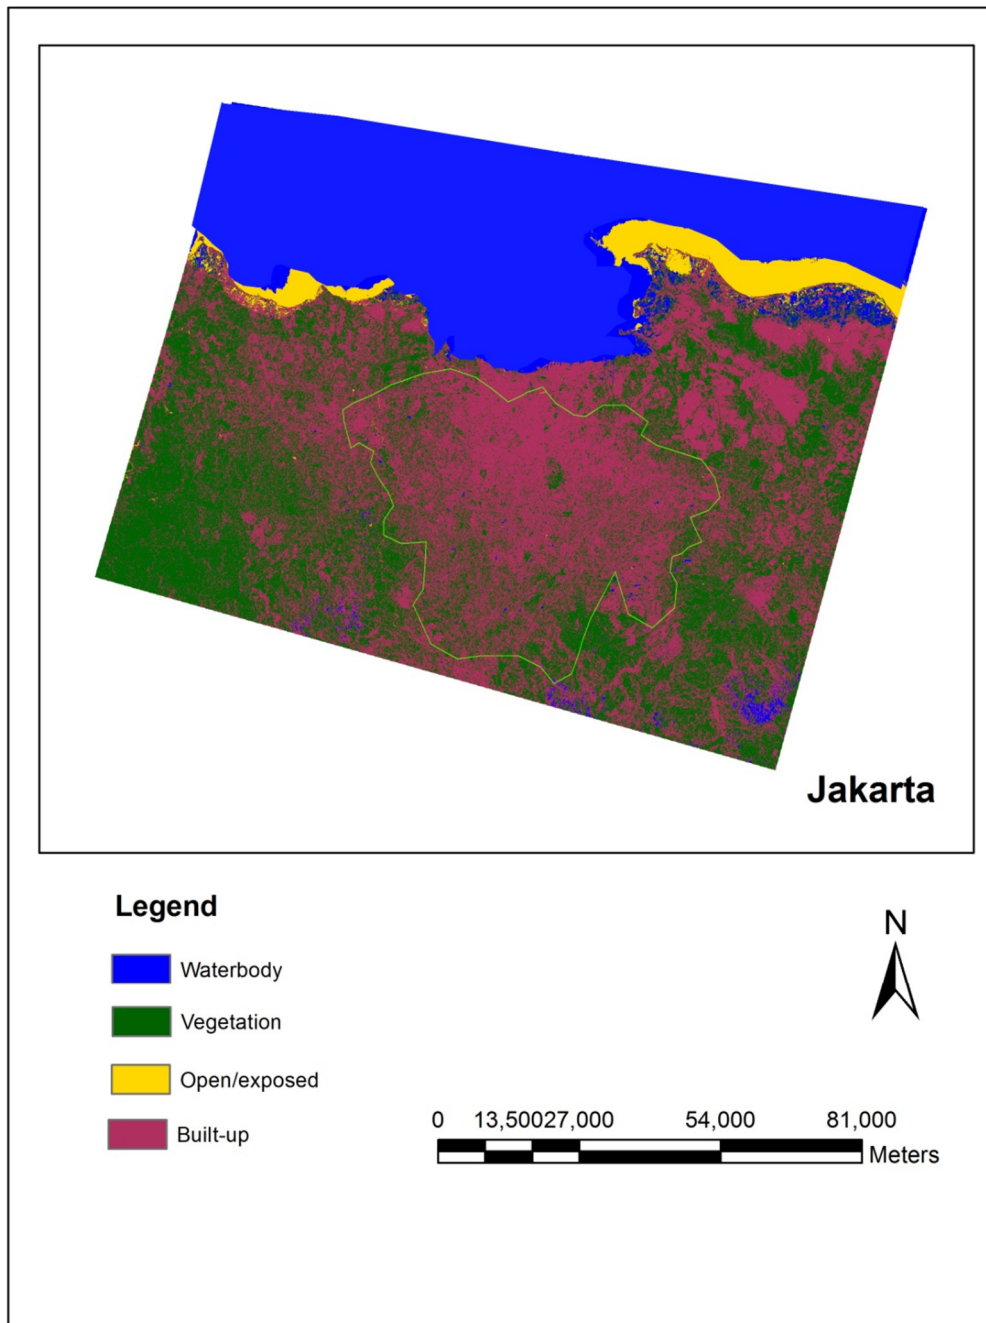 Jakarta
Legend
N
Waterbody
Vegetation
Open/exposed
Built-up
0 13,50027,000 54,000 81,000
Meters